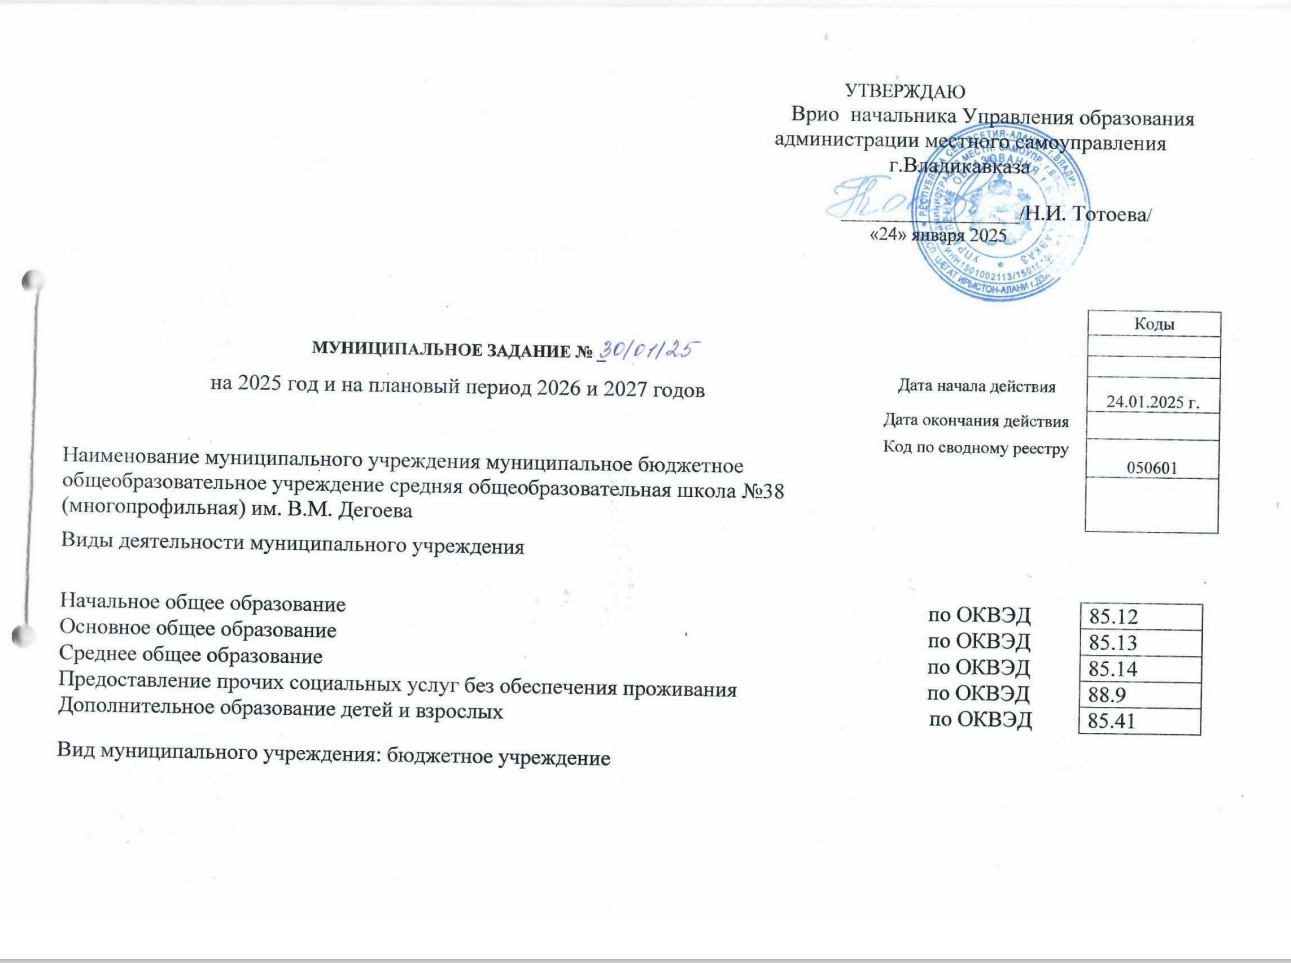 УТВЕРЖДАЮ
Врио начальника Управления образования
администрации местного самоуправления
г.Владикавказа
/Н.И. Тотоева/
«24» января 2025
МУНИЦИПАЛЬНОЕ ЗАДАНИЕ № 30/01/25
на 2025 год и на плановый период 2026 и 2027 годов
Коды
Дата начала действия
24.01.2025 г.
Дата окончания действия
Код по сводному реестру
050601
Наименование муниципального учреждения муниципальное бюджетное
общеобразовательное учреждение средняя общеобразовательная школа №38
(многопрофильная) им. В.М. Дегоева
Виды деятельности муниципального учреждения
Начальное общее образование по ОКВЭД 85.12
Основное общее образование по ОКВЭД 85.13
Среднее общее образование по ОКВЭД 85.14
Предоставление прочих социальных услуг без обеспечения проживания по ОКВЭД 88.9
Дополнительное образование детей и взрослых по ОКВЭД 85.41
Вид муниципального учреждения: бюджетное учреждение